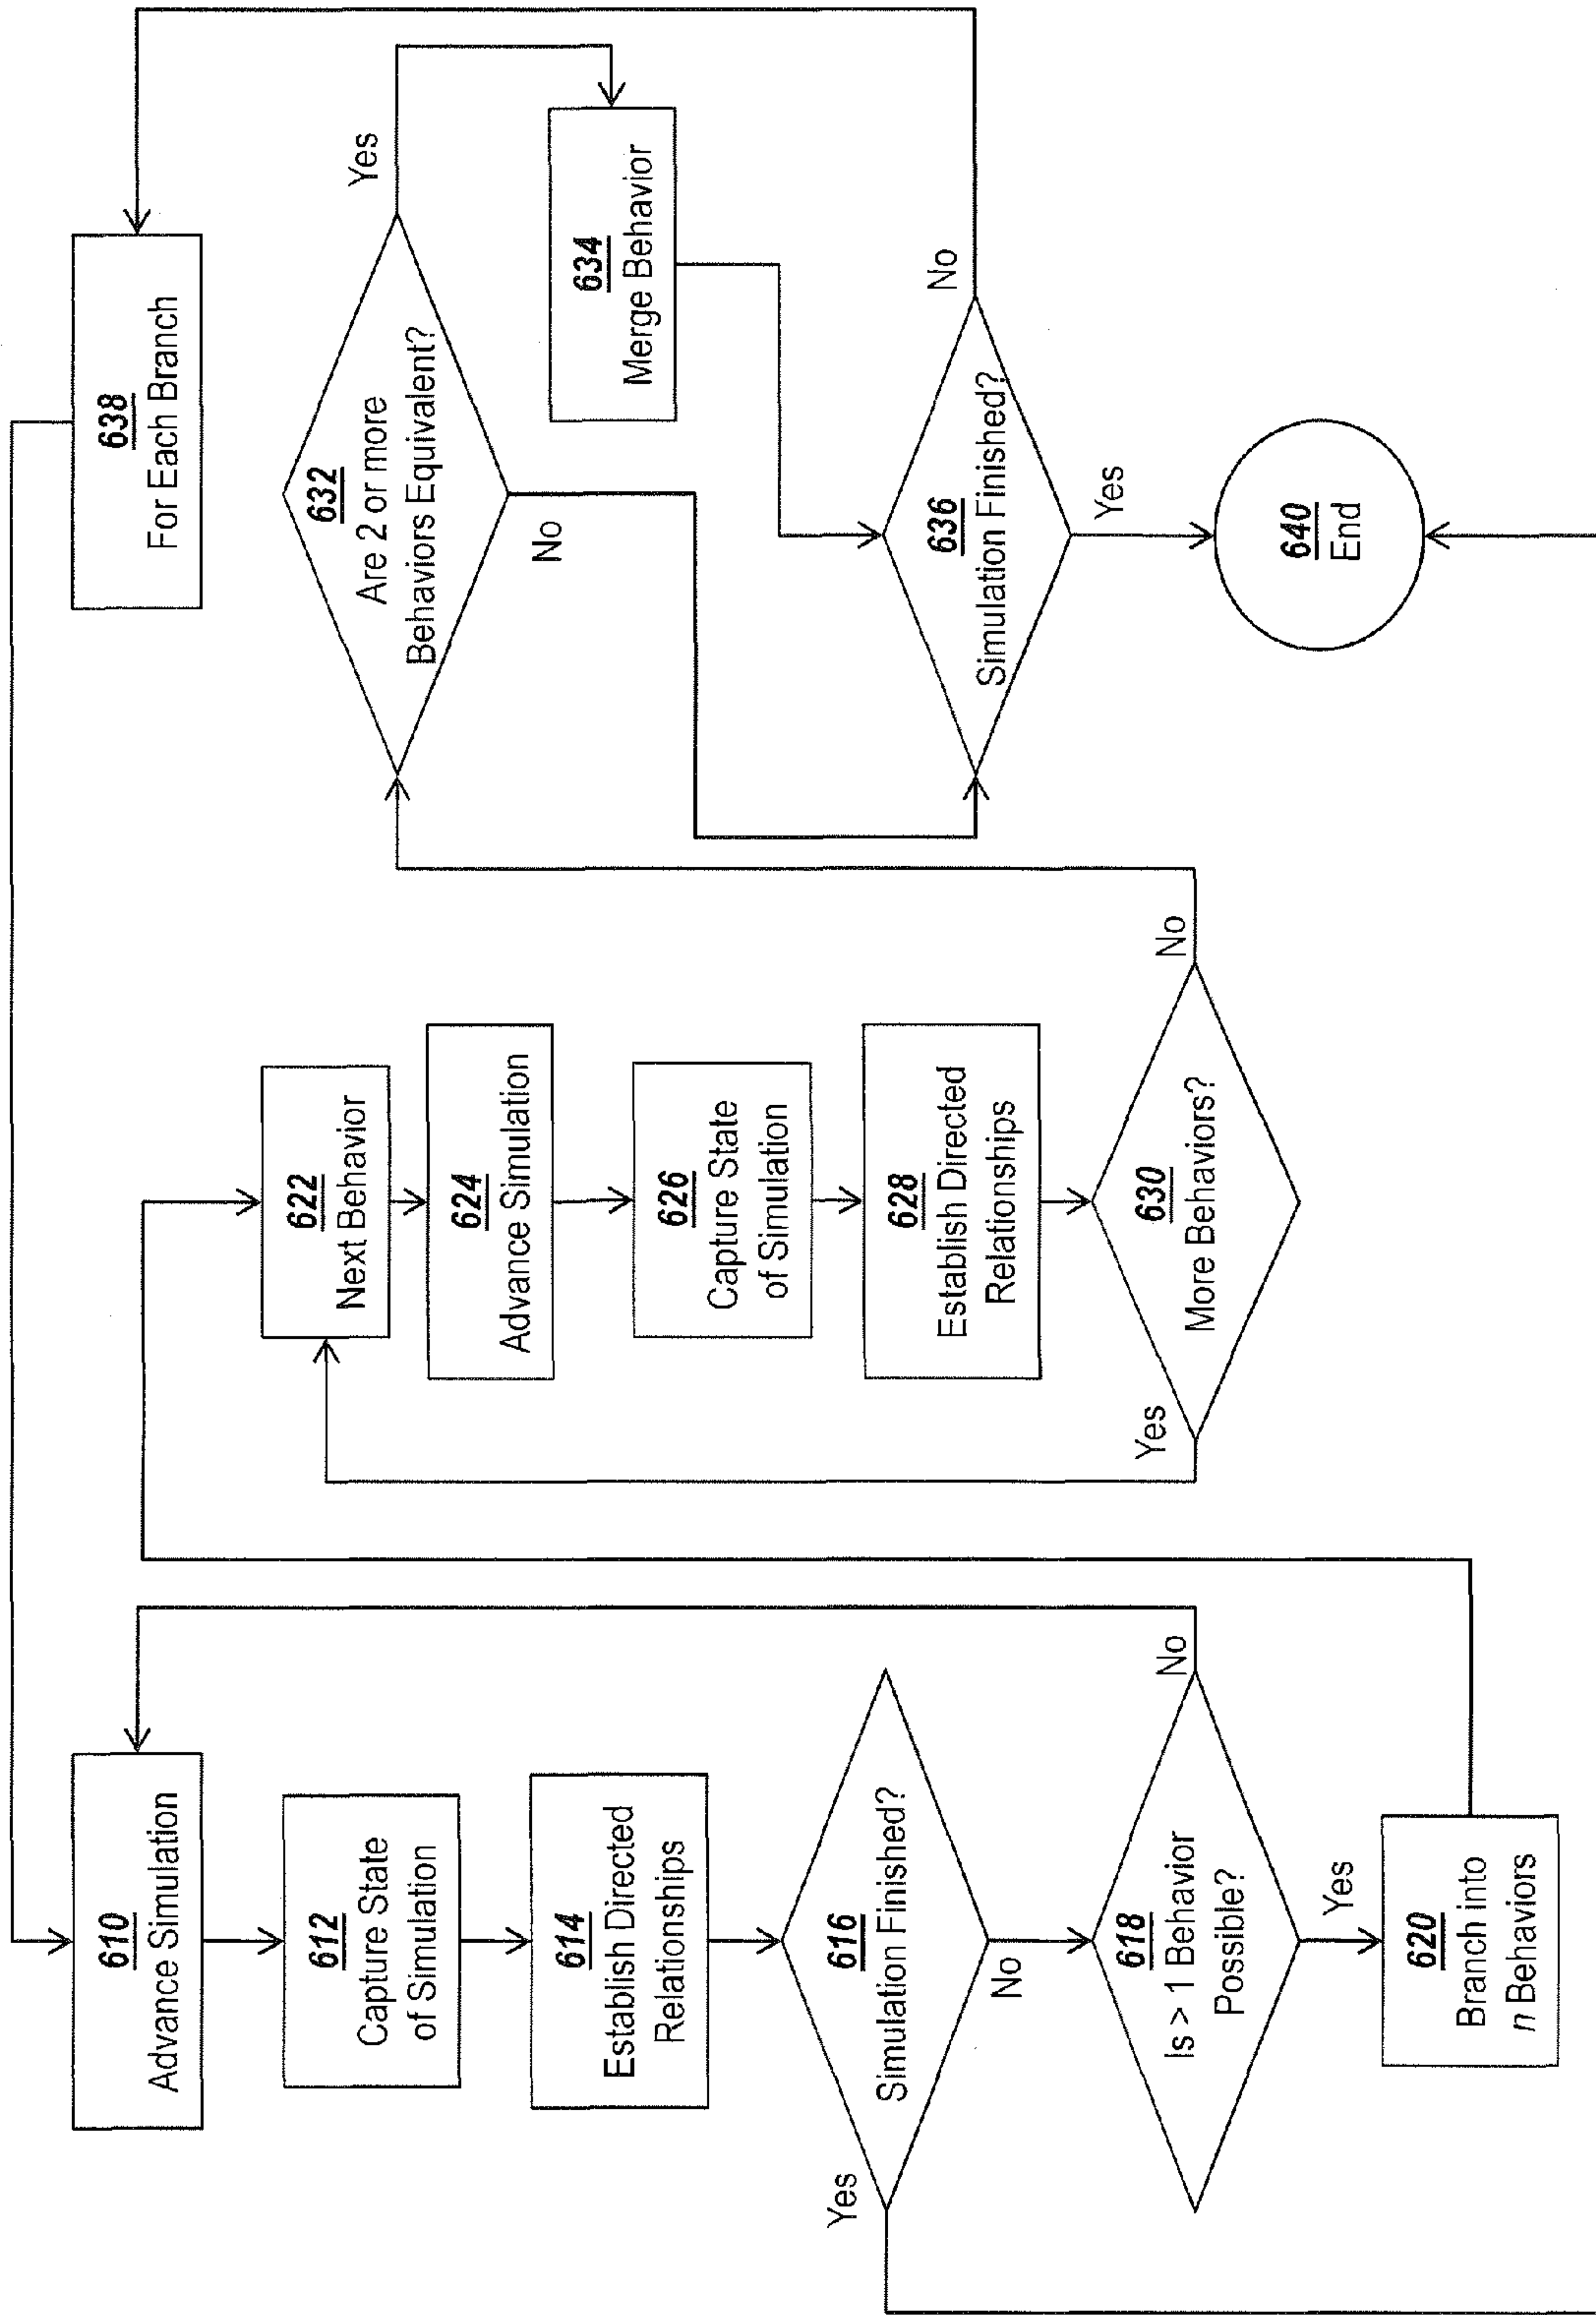 610
Advance Simulation
612
Capture State
of Simulation
614
Establish Directed
Relationships
616
Simulation Finished?
Yes
No
618
Is > 1 Behavior
Possible?
No
Yes
620
Branch into
n Behaviors
622
Next Behavior
624
Advance Simulation
626
Capture State
of Simulation
628
Establish Directed
Relationships
630
More Behaviors?
Yes
No
638
For Each Branch
632
Are 2 or more
Behaviors Equivalent?
Yes
No
634
Merge Behavior
636
Simulation Finished?
No
Yes
640
End